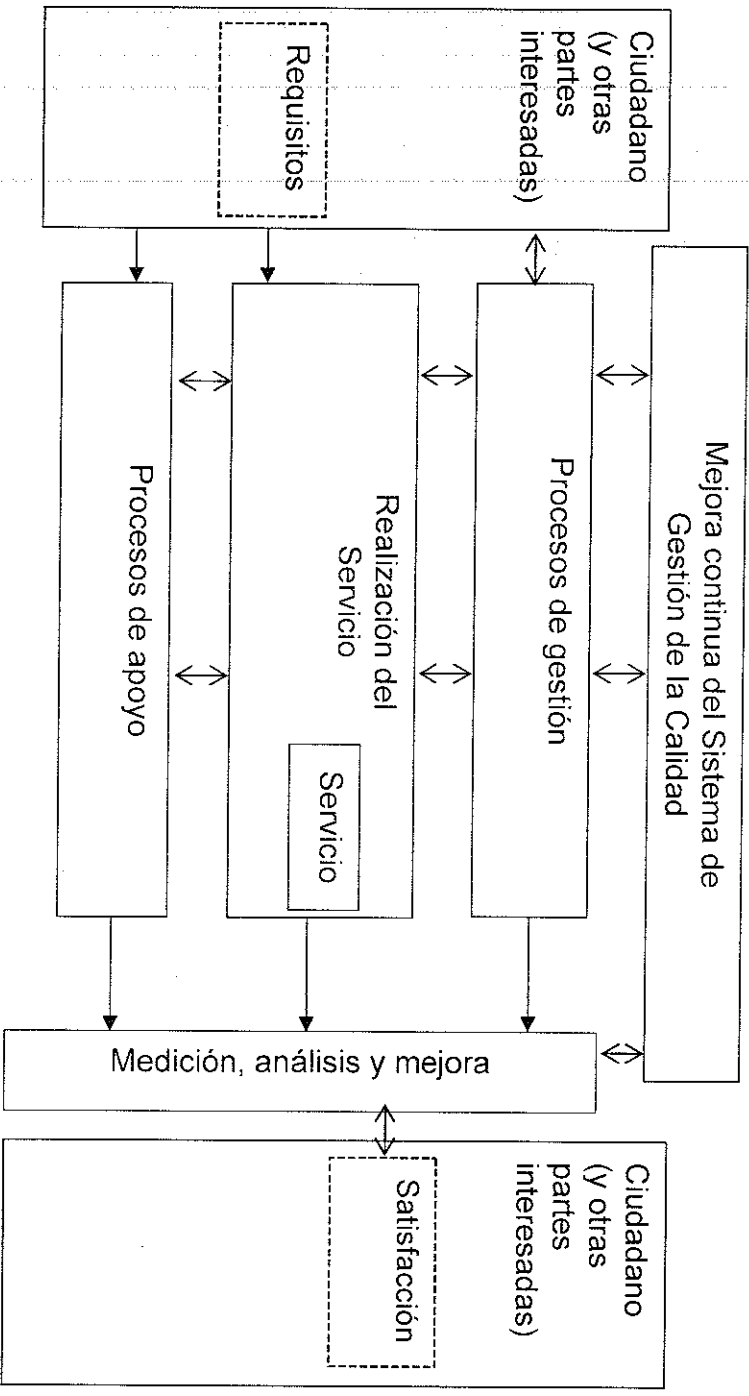 Mejora continua del Sistema de
Gestión de la Calidad
Ciudadano
(y otras
partes
interesadas)
Requisitos
Procesos de gestión
Realización del
Servicio
Servicio
Procesos de apoyo
Medición, análisis y mejora
Ciudadano
(y otras
partes
interesadas)
Satisfacción